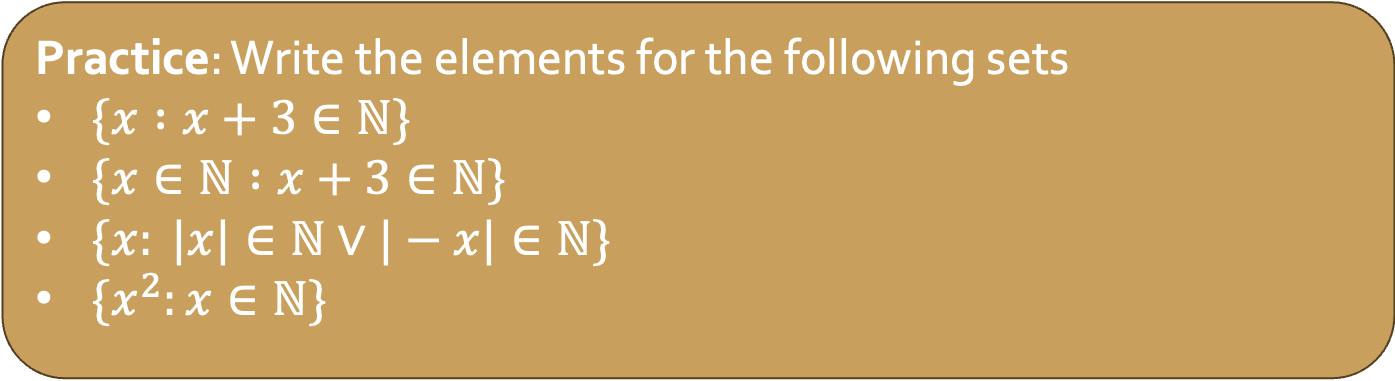 Practice: Write the elements for the following sets
• {𝑥 : 𝑥 + 3 ∈ ℕ}
• {𝑥 ∈ ℕ : 𝑥 + 3 ∈ ℕ}
• {𝑥: |𝑥| ∈ ℕ ∨ | − 𝑥| ∈ ℕ}
• {𝑥²: 𝑥 ∈ ℕ}